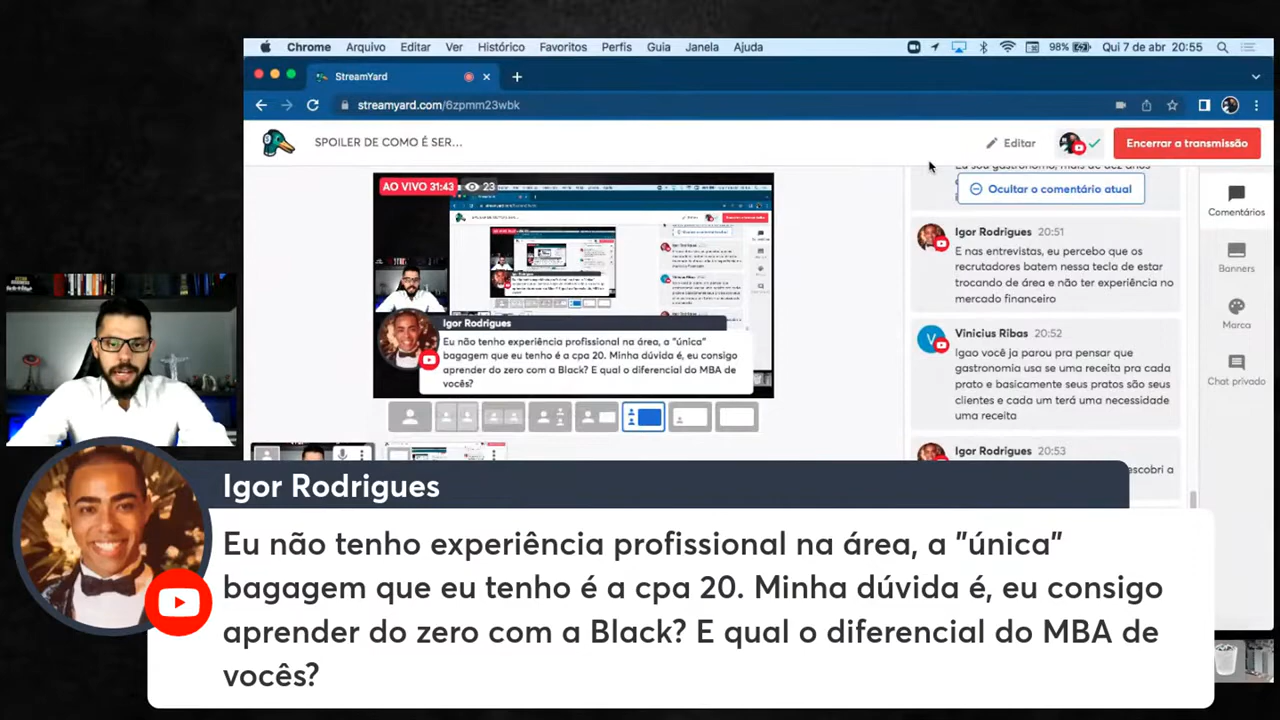 Chrome Arquivo Editar Ver Histórico Favoritos Perfis Guia Janela Ajuda 98% Qui 7 de abr 20:55
StreamYard
streamyard.com/6zpmm23wbk
SPOILER DE COMO É SER... Editar Encerrar a transmissão
AO VIVO 31:43 23
Ocultar o comentário atual
Comentários
Banners
Marca
Chat privado
Igor Rodrigues 20:51
E nas entrevistas, eu percebo que os
recrutadores batem nessa tecla de estar
trocando de área e não ter experiência no
mercado financeiro
Vinicius Ribas 20:52
Igao você ja parou pra pensar que
gastronomia usa se uma receita pra cada
prato e basicamente seus pratos são seus
clientes e cada um terá uma necessidade
uma receita
Igor Rodrigues 20:53
escobri a
Igor Rodrigues
Eu não tenho experiência profissional na área, a "única"
bagagem que eu tenho é a cpa 20. Minha dúvida é, eu consigo
aprender do zero com a Black? E qual o diferencial do MBA de
vocês?
Igor Rodrigues
Eu não tenho experiência profissional na área, a "única"
bagagem que eu tenho é a cpa 20. Minha dúvida é, eu consigo
aprender do zero com a Black? E qual o diferencial do MBA de
vocês?